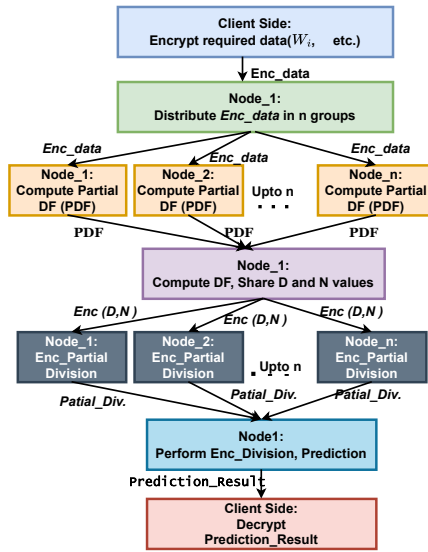 Client Side:
Encrypt required data(W_i, etc.)
Enc_data
Node_1:
Distribute Enc_data in n groups
Enc_data
Enc_data
Enc_data
Node_1:
Compute Partial
DF (PDF)
Node_2:
Compute Partial
DF (PDF)
Upto n
. . .
Node_n:
Compute Partial
DF (PDF)
PDF
PDF
PDF
Node_1:
Compute DF, Share D and N values
Enc (D,N )
Enc (D,N )
Enc (D,N )
Node_1:
Enc_Partial
Division
Node_2:
Enc_Partial
Division
Upto n
. . .
Node_n:
Enc_Partial
Division
Patial_Div.
Patial_Div.
Patial_Div.
Node1:
Perform Enc_Division, Prediction
Prediction_Result
Client Side:
Decrypt
Prediction_Result